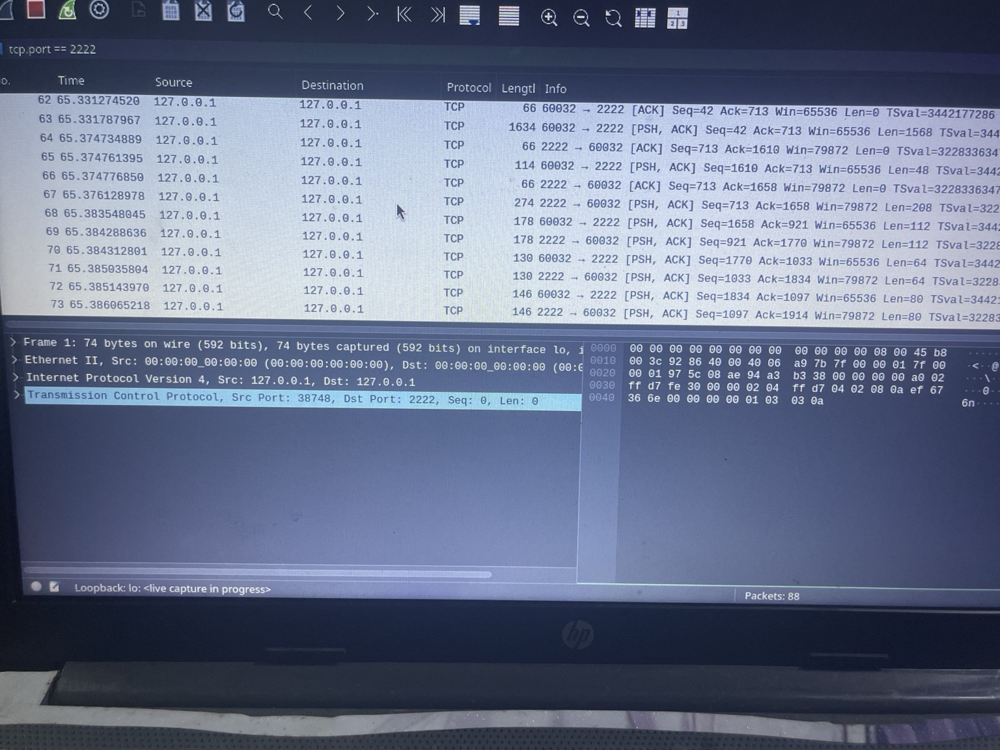 tcp.port == 2222
o. Time Source Destination Protocol Lengtl Info
62 65.331274520 127.0.0.1 127.0.0.1 TCP 66 60032 → 2222 [ACK] Seq=42 Ack=713 Win=65536 Len=0 TSval=3442177286
63 65.331787967 127.0.0.1 127.0.0.1 TCP 1634 60032 → 2222 [PSH, ACK] Seq=42 Ack=713 Win=65536 Len=1568 TSval=344
64 65.374734889 127.0.0.1 127.0.0.1 TCP 66 2222 → 60032 [ACK] Seq=713 Ack=1610 Win=79872 Len=0 TSval=322833634
65 65.374761395 127.0.0.1 127.0.0.1 TCP 114 60032 → 2222 [PSH, ACK] Seq=1610 Ack=713 Win=65536 Len=48 TSval=3442
66 65.374776850 127.0.0.1 127.0.0.1 TCP 66 2222 → 60032 [ACK] Seq=713 Ack=1658 Win=79872 Len=0 TSval=3228336347
67 65.376128978 127.0.0.1 127.0.0.1 TCP 274 2222 → 60032 [PSH, ACK] Seq=713 Ack=1658 Win=79872 Len=208 TSval=322
68 65.383548045 127.0.0.1 127.0.0.1 TCP 178 60032 → 2222 [PSH, ACK] Seq=1658 Ack=921 Win=65536 Len=112 TSval=344
69 65.384288636 127.0.0.1 127.0.0.1 TCP 178 2222 → 60032 [PSH, ACK] Seq=921 Ack=1770 Win=79872 Len=112 TSval=3228
70 65.384312801 127.0.0.1 127.0.0.1 TCP 130 60032 → 2222 [PSH, ACK] Seq=1770 Ack=1033 Win=65536 Len=64 TSval=3442
71 65.385035804 127.0.0.1 127.0.0.1 TCP 130 2222 → 60032 [PSH, ACK] Seq=1033 Ack=1834 Win=79872 Len=64 TSval=3228
72 65.385143970 127.0.0.1 127.0.0.1 TCP 146 60032 → 2222 [PSH, ACK] Seq=1834 Ack=1097 Win=65536 Len=80 TSval=34421
73 65.386065218 127.0.0.1 127.0.0.1 TCP 146 2222 → 60032 [PSH, ACK] Seq=1097 Ack=1914 Win=79872 Len=80 TSval=32283
Frame 1: 74 bytes on wire (592 bits), 74 bytes captured (592 bits) on interface lo, i
Ethernet II, Src: 00:00:00_00:00:00 (00:00:00:00:00:00), Dst: 00:00:00_00:00:00 (00:0
Internet Protocol Version 4, Src: 127.0.0.1, Dst: 127.0.0.1
Transmission Control Protocol, Src Port: 38748, Dst Port: 2222, Seq: 0, Len: 0
0000 00 00 00 00 00 00 00 00 00 00 00 00 08 00 45 b8 ······
0010 00 3c 92 86 40 00 40 06 a9 7b 7f 00 00 01 7f 00 ·<··@
0020 00 01 97 5c 08 ae 94 a3 b3 38 00 00 00 00 a0 02 ···\·
0030 ff d7 fe 30 00 00 02 04 ff d7 04 02 08 0a ef 67 ···0··
0040 36 6e 00 00 00 00 01 03 03 0a 6n····
Loopback: lo: <live capture in progress>
Packets: 88
hp